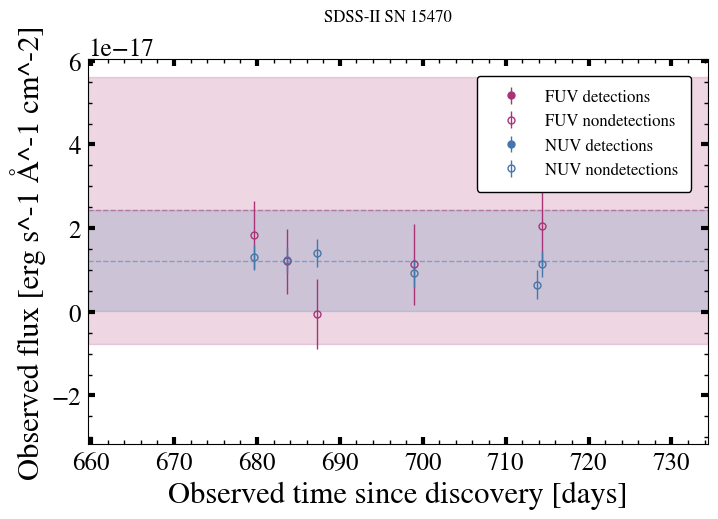 SDSS-II SN 15470
1e−17
6
4
2
0
−2
Observed flux [erg s^-1 Å^-1 cm^-2]
FUV detections
FUV nondetections
NUV detections
NUV nondetections
660 670 680 690 700 710 720 730
Observed time since discovery [days]